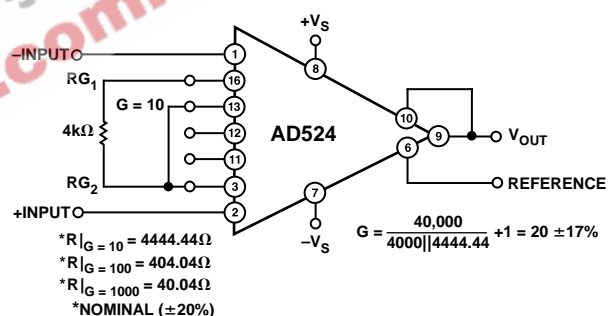 .com
+VS
–INPUT
1
8
RG1
16
G = 10
13
10
4kΩ
12
AD524
9
VOUT
11
6
RG2
3
REFERENCE
7
+INPUT
2
–VS
G = 40,000 / 4000||4444.44 +1 = 20 ±17%
*R|G = 10 = 4444.44Ω
*R|G = 100 = 404.04Ω
*R|G = 1000 = 40.04Ω
*NOMINAL (±20%)